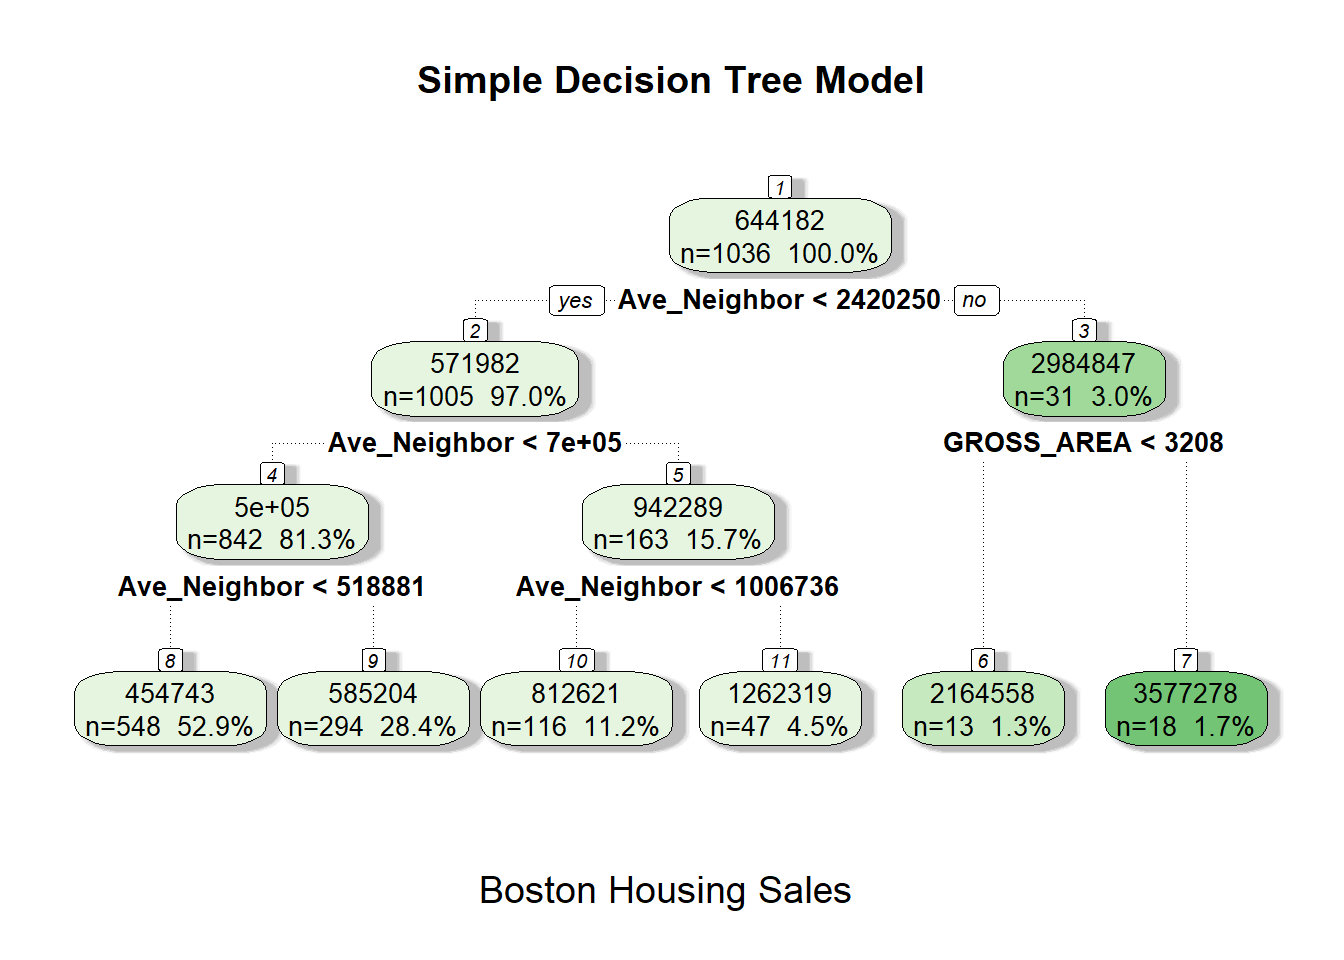 Simple Decision Tree Model
1
644182
n=1036  100.0%
yes
Ave_Neighbor < 2420250
no
2
571982
n=1005  97.0%
3
2984847
n=31  3.0%
Ave_Neighbor < 7e+05
GROSS_AREA < 3208
4
5e+05
n=842  81.3%
5
942289
n=163  15.7%
Ave_Neighbor < 518881
Ave_Neighbor < 1006736
8
454743
n=548  52.9%
9
585204
n=294  28.4%
10
812621
n=116  11.2%
11
1262319
n=47  4.5%
6
2164558
n=13  1.3%
7
3577278
n=18  1.7%
Boston Housing Sales